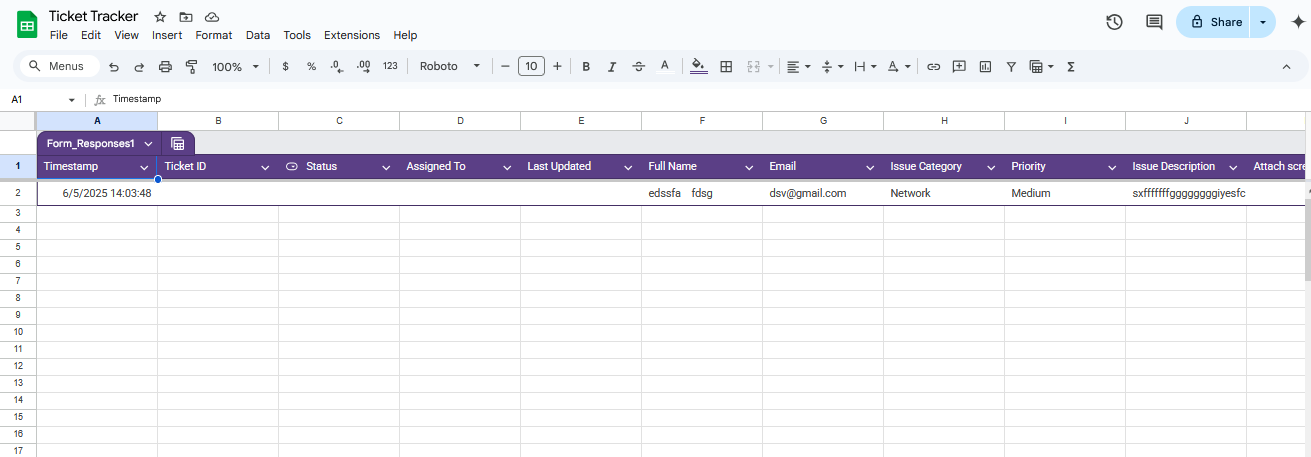 Ticket Tracker
File Edit View Insert Format Data Tools Extensions Help
Share
Menus 100% $ % .0 .00 123 Roboto 10 B I S A Σ
A1 fx Timestamp
A B C D E F G H I J
Form_Responses1
1 Timestamp Ticket ID Status Assigned To Last Updated Full Name Email Issue Category Priority Issue Description Attach scre
2 6/5/2025 14:03:48 edssfa fdsg dsv@gmail.com Network Medium sxfffffffggggggggiyesfc
3
4
5
6
7
8
9
10
11
12
13
14
15
16
17